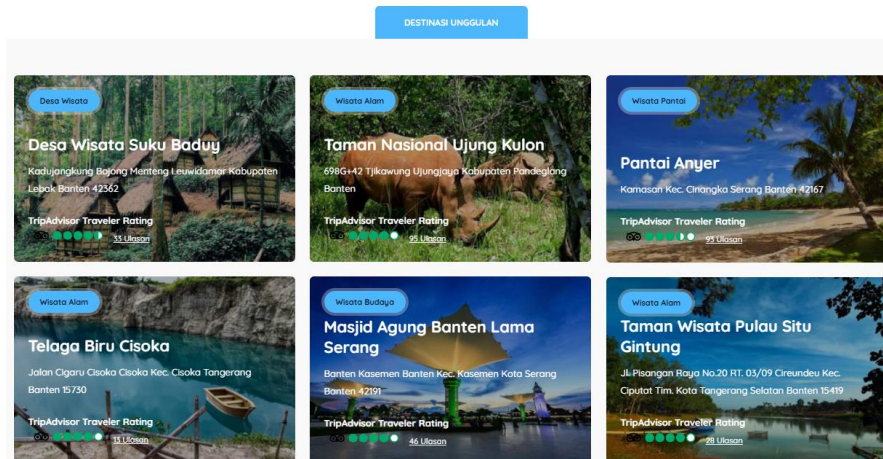 DESTINASI UNGGULAN
Desa Wisata
Desa Wisata Suku Baduy
Kadujangkung Bojong Menteng Leuwidamar Kabupaten
Lebak Banten 42362
TripAdvisor Traveler Rating
33 Ulasan
Wisata Alam
Taman Nasional Ujung Kulon
698G+42 Tjikawung Ujungjaya Kabupaten Pandeglang
Banten
TripAdvisor Traveler Rating
95 Ulasan
Wisata Pantai
Pantai Anyer
Kamasan Kec. Cinangka Serang Banten 42167
TripAdvisor Traveler Rating
93 Ulasan
Wisata Alam
Telaga Biru Cisoka
Jalan Cigaru Cisoka Cisoka Kec. Cisoka Tangerang
Banten 15730
TripAdvisor Traveler Rating
13 Ulasan
Wisata Budaya
Masjid Agung Banten Lama
Serang
Banten Kasemen Banten Kec. Kasemen Kota Serang
Banten 42191
TripAdvisor Traveler Rating
46 Ulasan
Wisata Alam
Taman Wisata Pulau Situ
Gintung
JL. Pisangan Raya No.20 RT. 03/09 Cireundeu Kec.
Ciputat Tim. Kota Tangerang Selatan Banten 15419
TripAdvisor Traveler Rating
28 Ulasan